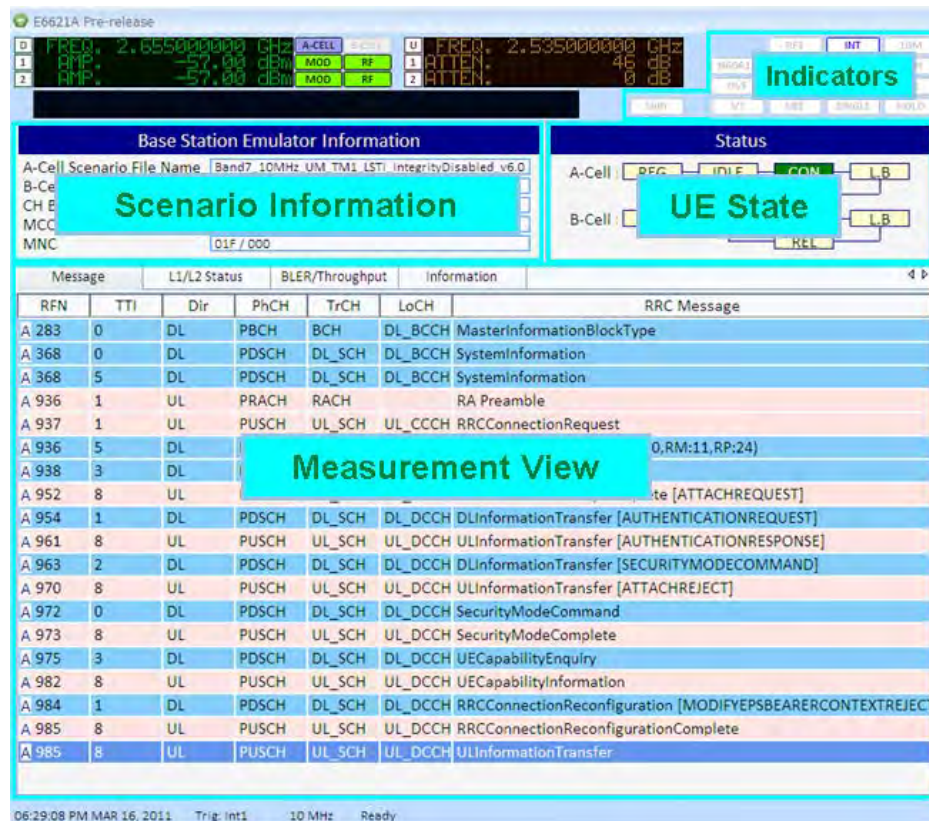 E6621A Pre-release
D FREQ. 2.655000000 GHz A-CELL
U FREQ. 2.535000000 GHz
1 AMP: -57.00 dBm MOD RF
1 ATTEN: 46 dB
2 AMP: -57.00 dBm MOD RF
2 ATTEN: 0 dB
INT 10M
Indicators
Base Station Emulator Information
Status
A-Cell Scenario File Name Band7_10MHz_UM_TM1_LSTI_IntegrityDisabled_v6.0
A-Cell REG IDLE CON L.B
B-Ce
CH B
Scenario Information
UE State
B-Cell L.B
MCC
REL
MNC 01F / 000
Message L1/L2 Status BLER/Throughput Information
RFN TTI Dir PhCH TrCH LoCH RRC Message
A 283 0 DL PBCH BCH DL_BCCH MasterInformationBlockType
A 368 0 DL PDSCH DL_SCH DL_BCCH SystemInformation
A 368 5 DL PDSCH DL_SCH DL_BCCH SystemInformation
A 936 1 UL PRACH RACH RA Preamble
A 937 1 UL PUSCH UL_SCH UL_CCCH RRCConnectionRequest
A 936 5 DL 0,RM:11,RP:24)
Measurement View
A 938 3 DL
A 952 8 UL ete [ATTACHREQUEST]
A 954 1 DL PDSCH DL_SCH DL_DCCH DLInformationTransfer [AUTHENTICATIONREQUEST]
A 961 8 UL PUSCH UL_SCH UL_DCCH ULInformationTransfer [AUTHENTICATIONRESPONSE]
A 963 2 DL PDSCH DL_SCH DL_DCCH DLInformationTransfer [SECURITYMODECOMMAND]
A 970 8 UL PUSCH UL_SCH UL_DCCH ULInformationTransfer [ATTACHREJECT]
A 972 0 DL PDSCH DL_SCH DL_DCCH SecurityModeCommand
A 973 8 UL PUSCH UL_SCH UL_DCCH SecurityModeComplete
A 975 3 DL PDSCH DL_SCH DL_DCCH UECapabilityEnquiry
A 982 8 UL PUSCH UL_SCH UL_DCCH UECapabilityInformation
A 984 1 DL PDSCH DL_SCH DL_DCCH RRCConnectionReconfiguration [MODIFYEPSBEARERCONTEXTREJECT
A 985 8 UL PUSCH UL_SCH UL_DCCH RRCConnectionReconfigurationComplete
A 985 8 UL PUSCH UL_SCH UL_DCCH ULInformationTransfer
06:29:08 PM MAR 16, 2011 Trig: Int1 10 MHz Ready